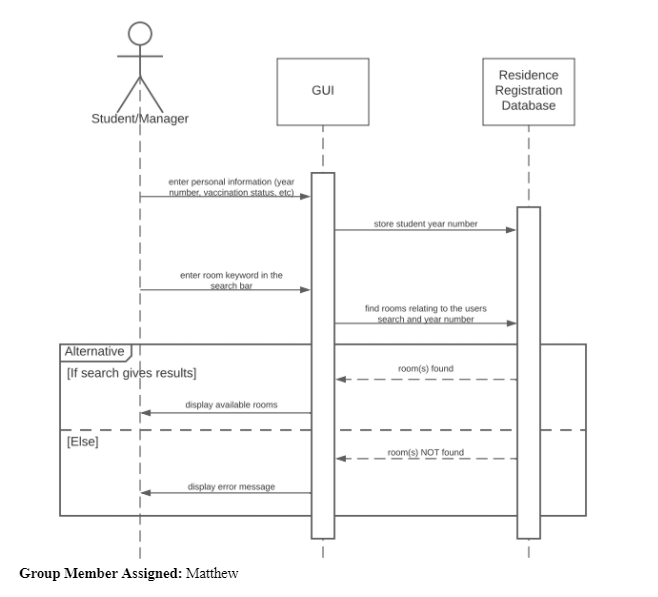 Student/Manager
GUI
Residence
Registration
Database
enter personal information (year
number, vaccination status, etc)
store student year number
enter room keyword in the
search bar
find rooms relating to the users
search and year number
Alternative
[If search gives results]
room(s) found
display available rooms
[Else]
room(s) NOT found
display error message
Group Member Assigned: Matthew